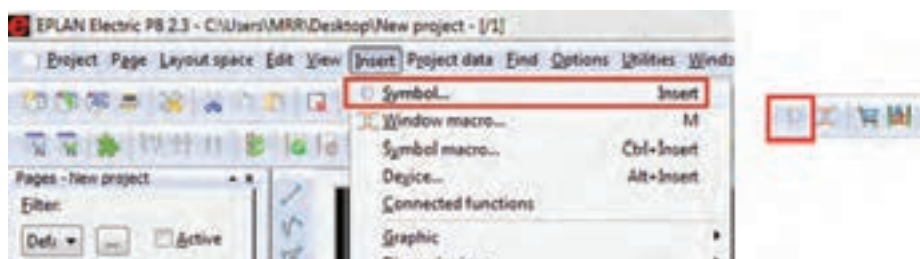 EPLAN Electric P8 2.3 - C:\Users\MRR\Desktop\New project - [/1]
Project Page Layout space Edit View Insert Project data Find Options Utilities Windo
Symbol... Insert
Window macro... M
Symbol macro... Ctrl+Insert
Pages - New project
Device... Alt+Insert
Filter:
Connected functions
Defa ... Active
Graphic